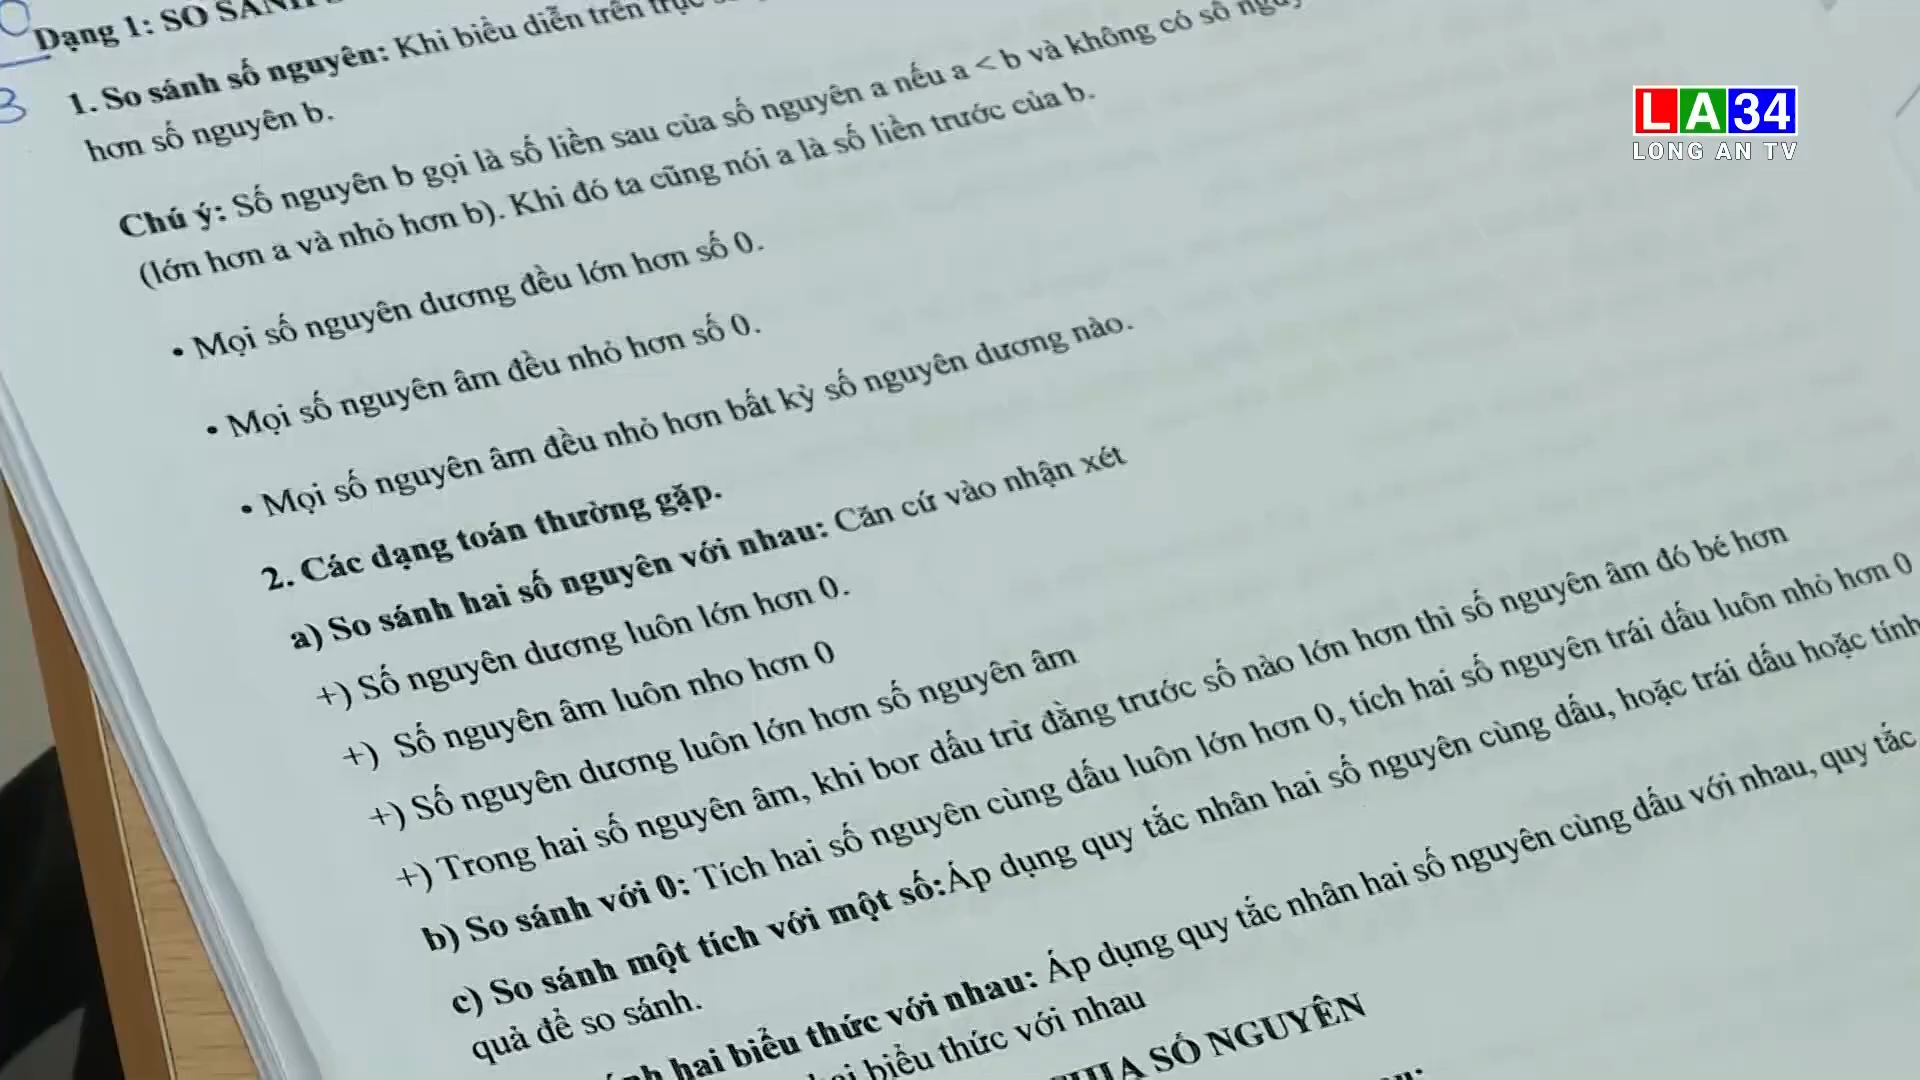 Dạng 1: SO SÁNH
1. So sánh số nguyên: Khi biểu diễn trên trục
hơn số nguyên b.
Chú ý: Số nguyên b gọi là số liền sau của số nguyên a nếu a < b và không có số
(lớn hơn a và nhỏ hơn b). Khi đó ta cũng nói a là số liền trước của b.
• Mọi số nguyên dương đều lớn hơn số 0.
• Mọi số nguyên âm đều nhỏ hơn số 0.
• Mọi số nguyên âm đều nhỏ hơn bất kỳ số nguyên dương nào.
2. Các dạng toán thường gặp.
a) So sánh hai số nguyên với nhau: Căn cứ vào nhận xét
+) Số nguyên dương luôn lớn hơn 0.
+) Số nguyên âm luôn nho hơn 0
+) Số nguyên dương luôn lớn hơn số nguyên âm
+) Trong hai số nguyên âm, khi bor dấu trừ đằng trước số nào lớn hơn thì số nguyên âm đó bé hơn
b) So sánh với 0: Tích hai số nguyên cùng dấu luôn lớn hơn 0, tích hai số nguyên trái dấu luôn nhỏ hơn 0
c) So sánh một tích với một số:Áp dụng quy tắc nhân hai số nguyên cùng dấu, hoặc trái dấu hoặc tính
quả để so sánh.
hai biểu thức với nhau: Áp dụng quy tắc nhân hai số nguyên cùng dấu với nhau, quy tắc
biểu thức với nhau
SỐ NGUYÊN
LA34
LONG AN TV